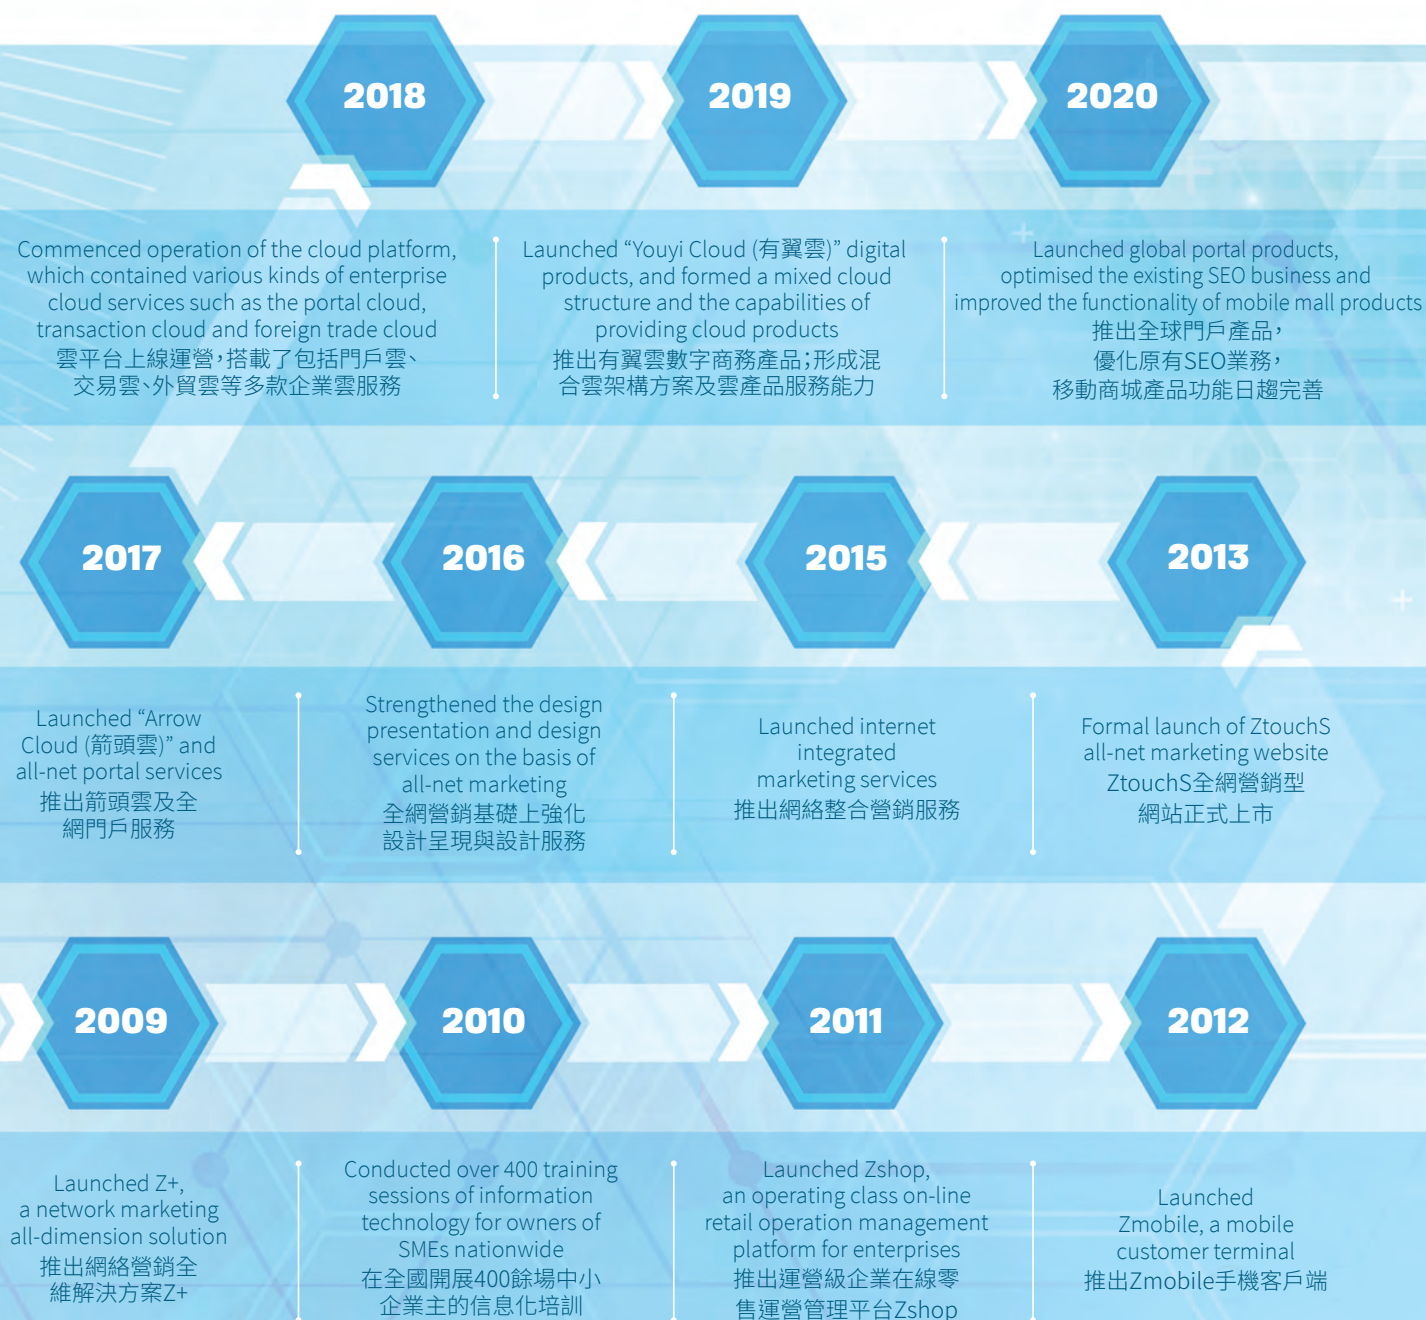 2018
2019
2020
Commenced operation of the cloud platform,
which contained various kinds of enterprise
cloud services such as the portal cloud,
transaction cloud and foreign trade cloud
雲平台上線運營，搭載了包括門戶雲、
交易雲、外貿雲等多款企業雲服務
Launched “Youyi Cloud (有翼雲)” digital
products, and formed a mixed cloud
structure and the capabilities of
providing cloud products
推出有翼雲數字商務產品；形成混
合雲架構方案及雲產品服務能力
Launched global portal products,
optimised the existing SEO business and
improved the functionality of mobile mall products
推出全球門戶產品，
優化原有SEO業務，
移動商城產品功能日趨完善
2017
2016
2015
2013
Launched “Arrow
Cloud (箭頭雲)” and
all-net portal services
推出箭頭雲及全
網門戶服務
Strengthened the design
presentation and design
services on the basis of
all-net marketing
全網營銷基礎上強化
設計呈現與設計服務
Launched internet
integrated
marketing services
推出網絡整合營銷服務
Formal launch of ZtouchS
all-net marketing website
ZtouchS全網營銷型
網站正式上市
2009
2010
2011
2012
Launched Z+,
a network marketing
all-dimension solution
推出網絡營銷全
維解決方案Z+
Conducted over 400 training
sessions of information
technology for owners of
SMEs nationwide
在全國開展400餘場中小
企業主的信息化培訓
Launched Zshop,
an operating class on-line
retail operation management
platform for enterprises
推出運營級企業在線零
售運營管理平台Zshop
Launched
Zmobile, a mobile
customer terminal
推出Zmobile手機客戶端